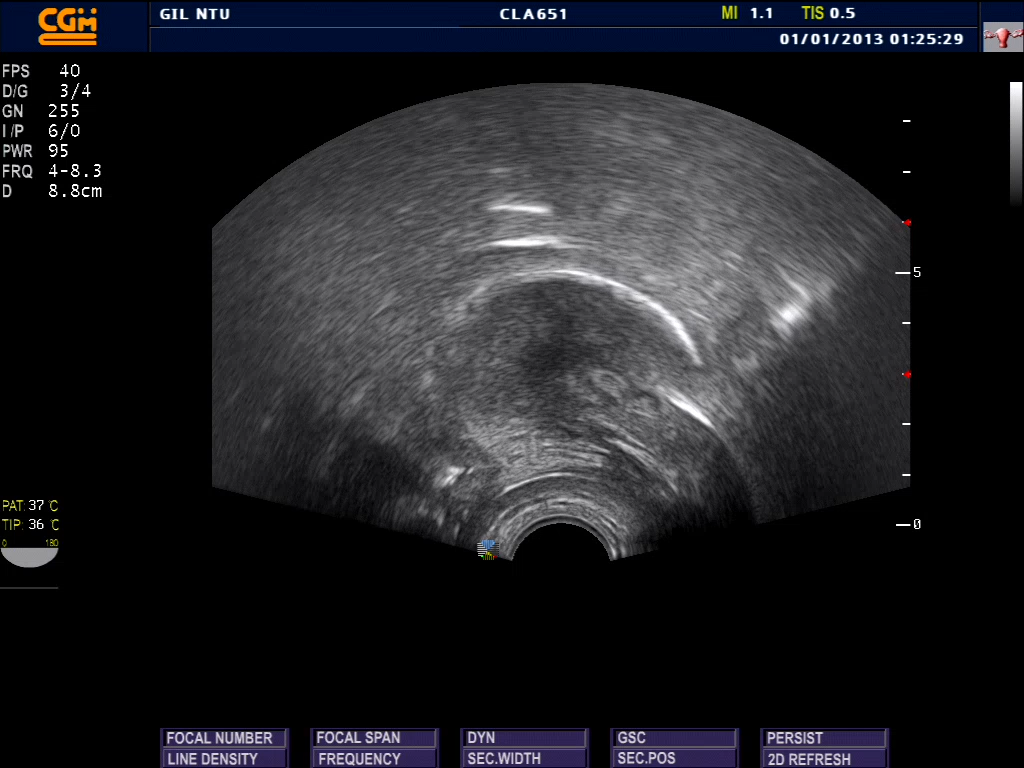 CGM
GIL NTU
CLA651
MI 1.1
TIS 0.5
01/01/2013 01:25:29
FPS 40
D/G 3/4
GN 255
I/P 6/0
PWR 95
FRQ 4-8.3
D 8.8cm
5
0
PAT: 37 °C
TIP: 36 °C
0 180
FOCAL NUMBER
LINE DENSITY
FOCAL SPAN
FREQUENCY
DYN
SEC.WIDTH
GSC
SEC.POS
PERSIST
2D REFRESH